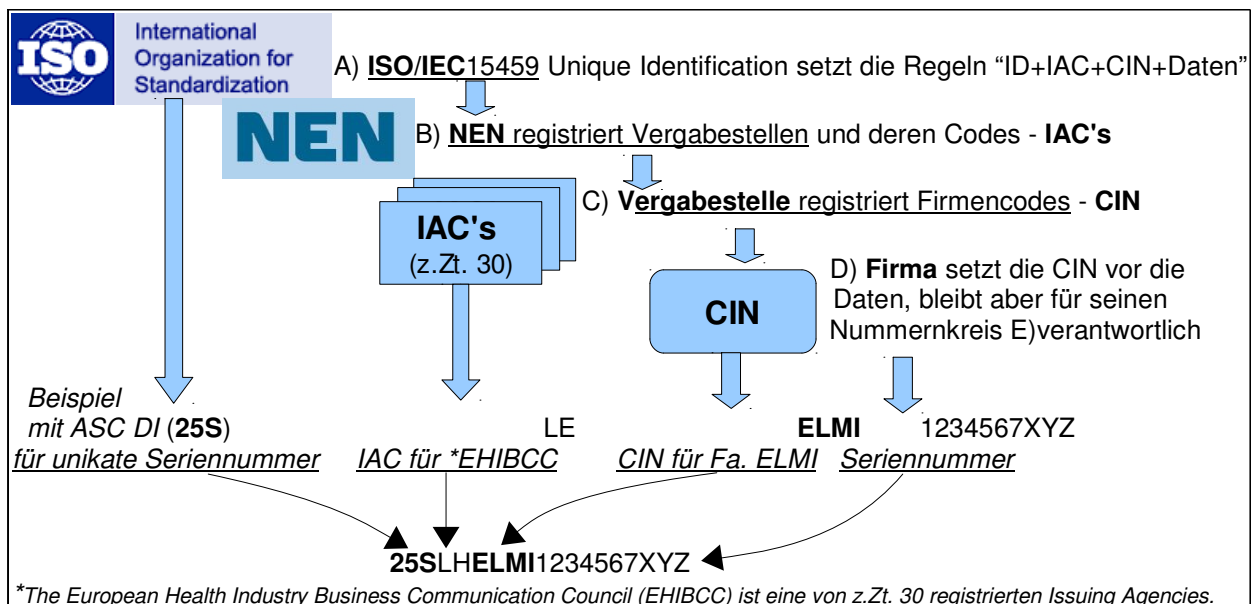 ISO
International
Organization for
Standardization
A) ISO/IEC15459 Unique Identification setzt die Regeln “ID+IAC+CIN+Daten”
NEN
B) NEN registriert Vergabestellen und deren Codes - IAC's
C) Vergabestelle registriert Firmencodes - CIN
IAC's
(z.Zt. 30)
CIN
D) Firma setzt die CIN vor die
Daten, bleibt aber für seinen
Nummernkreis E)verantwortlich
Beispiel
mit ASC DI (25S)
für unikate Seriennummer
LE
IAC für *EHIBCC
ELMI
CIN für Fa. ELMI
1234567XYZ
Seriennummer
25SLHELMI1234567XYZ
*The European Health Industry Business Communication Council (EHIBCC) ist eine von z.Zt. 30 registrierten Issuing Agencies.